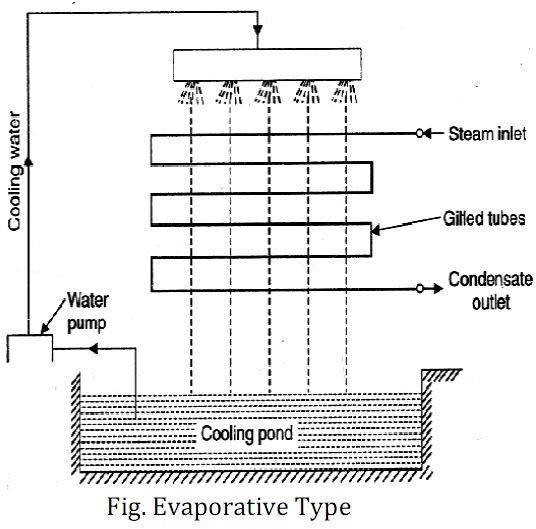 Cooling water
Steam inlet
Gilled tubes
Condensate
outlet
Water
pump
Cooling pond
Fig. Evaporative Type